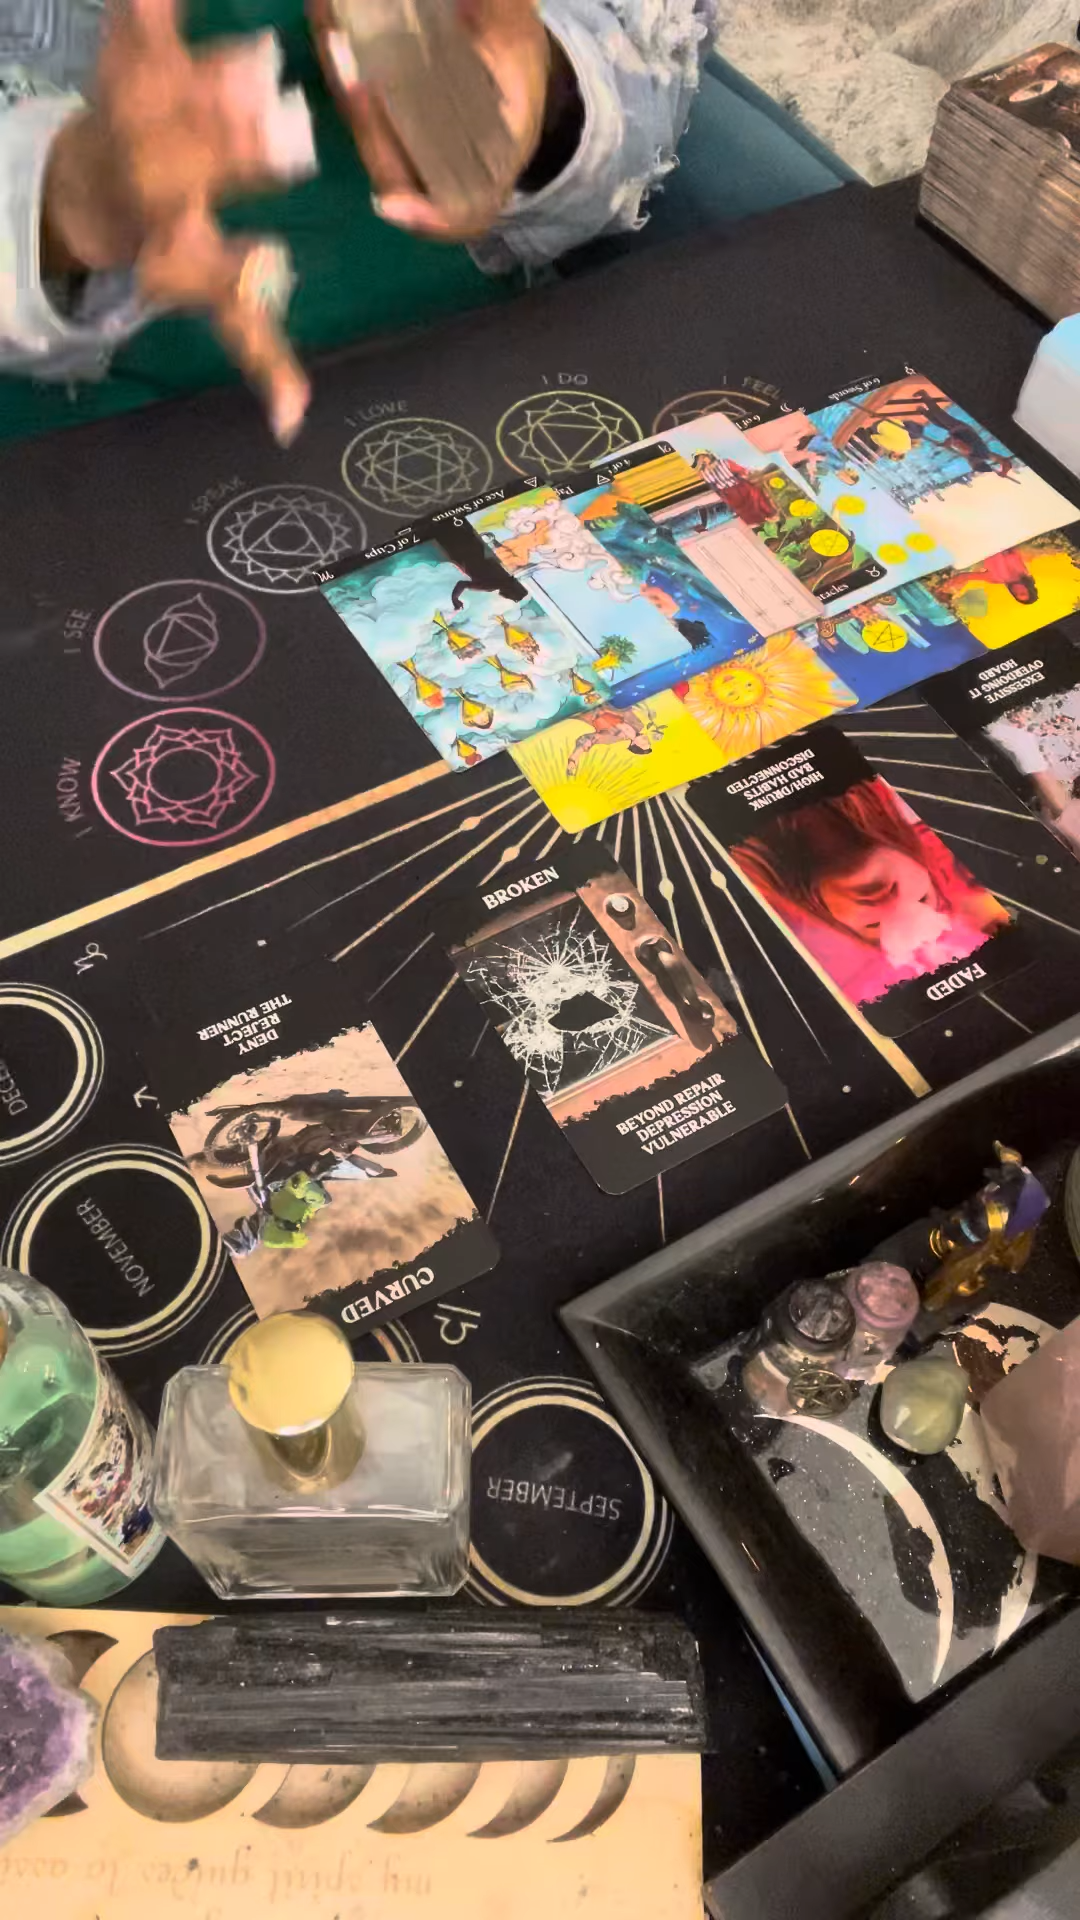 I DO
I FEEL
I LOVE
I SPEAK
I SEE
I KNOW
6 of Swords
Ace of Swords
7 of Cups
EXCESSIVE
OVERDOING IT
HOARD
HIGH/DRUNK
BAD HABITS
DISCONNECTED
FADED
BROKEN
BEYOND REPAIR
DEPRESSION
VULNERABLE
DENY
REJECT
THE RUNNER
CURVED
NOVEMBER
SEPTEMBER
my spirit guides to